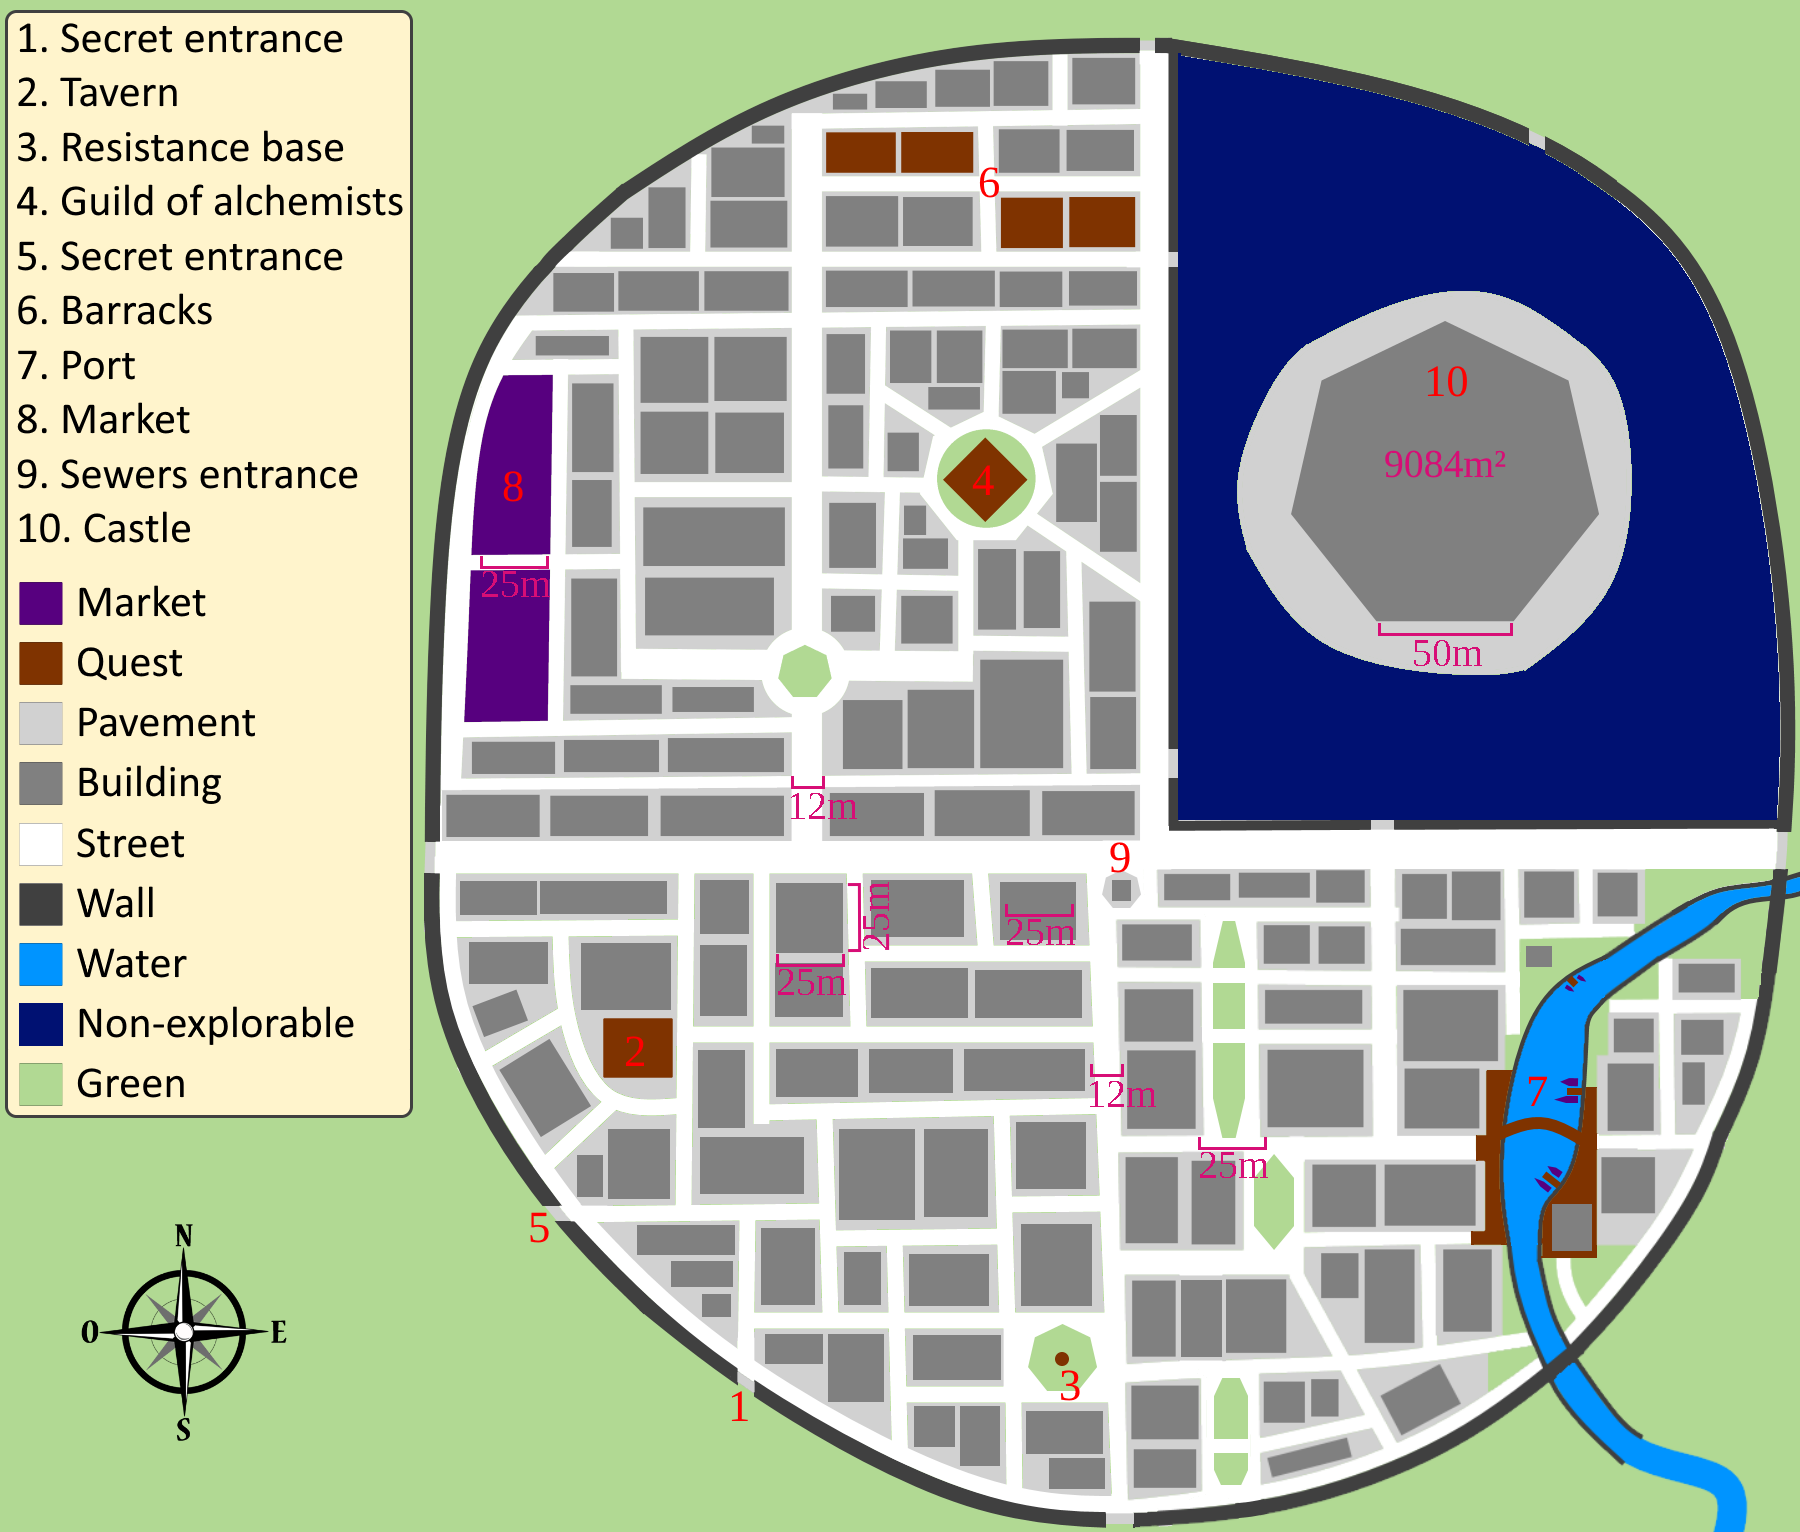 1. Secret entrance
2. Tavern
3. Resistance base
4. Guild of alchemists
5. Secret entrance
6. Barracks
7. Port
8. Market
9. Sewers entrance
10. Castle
Market
Quest
Pavement
Building
Street
Wall
Water
Non-explorable
Green
N
O
E
S
6
10
9084m²
4
8
25m
50m
12m
9
25m
25m
25m
2
7
12m
25m
5
3
1